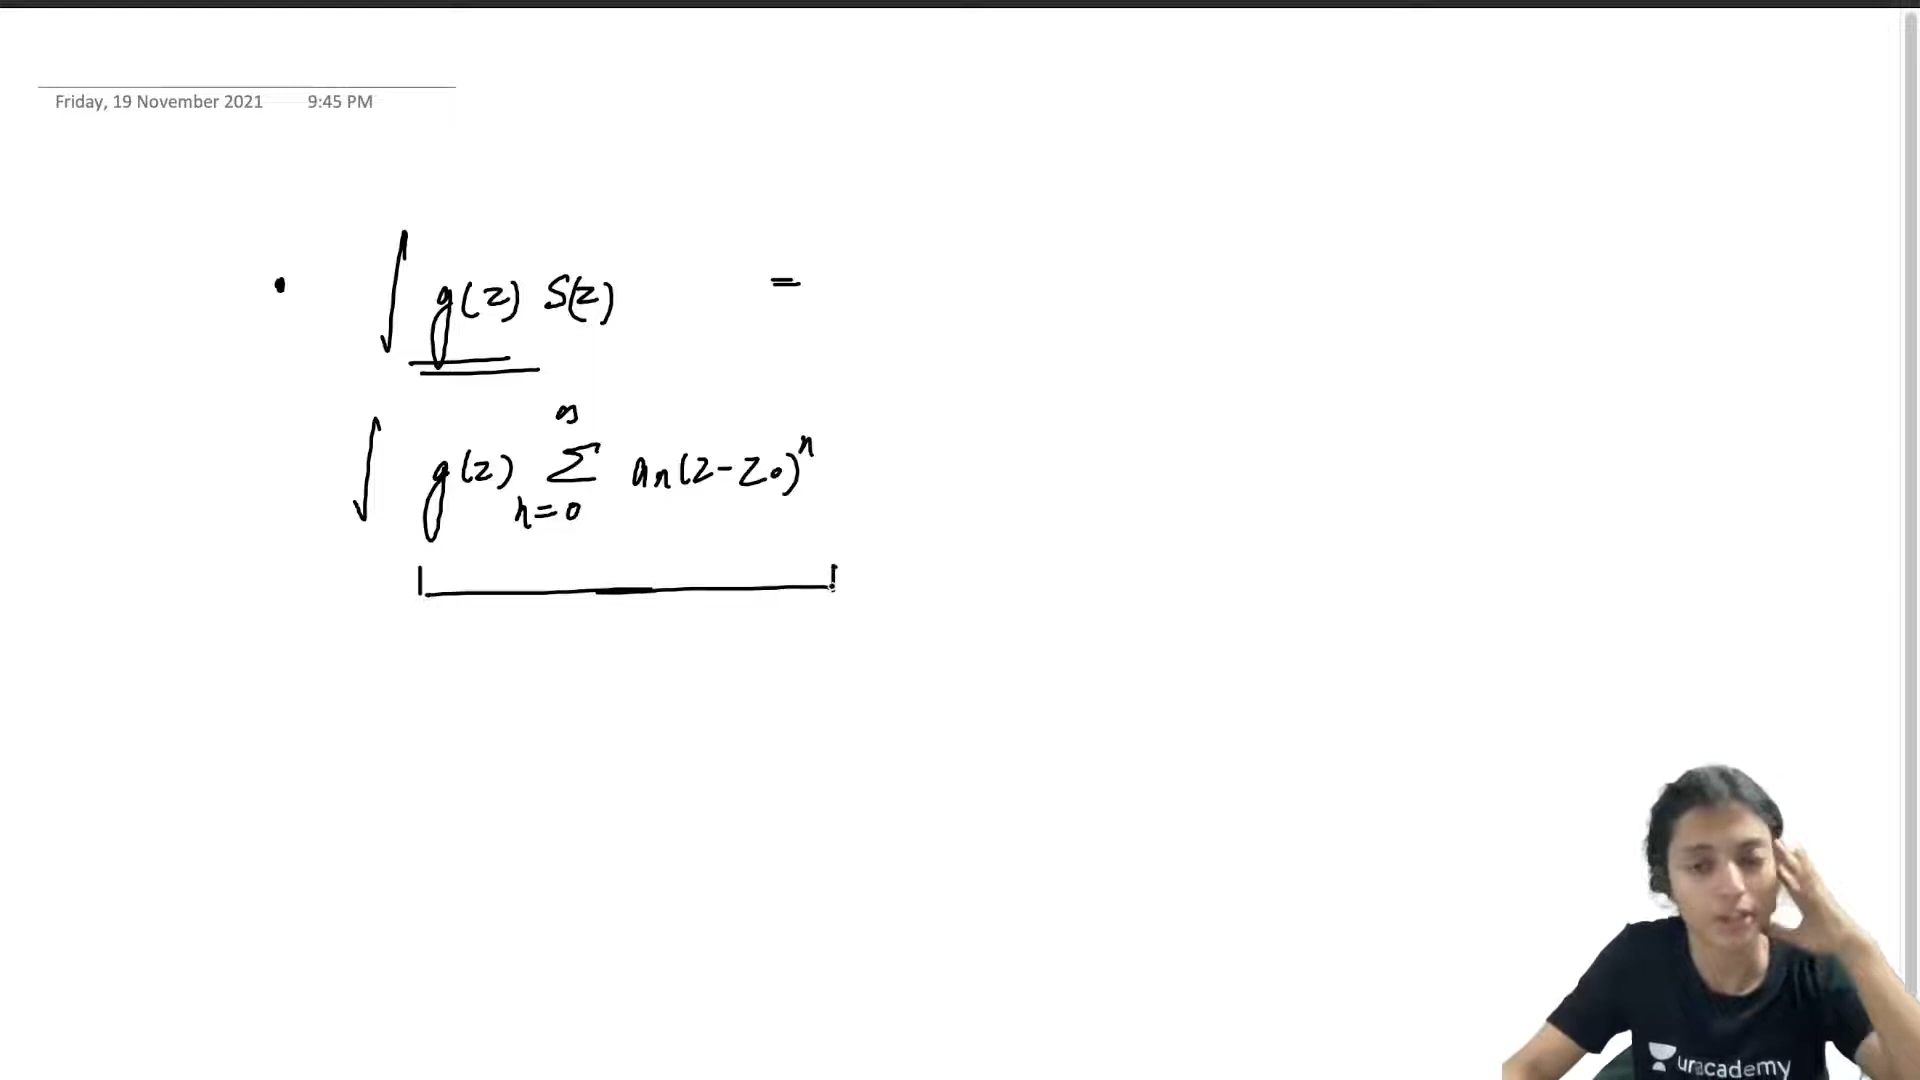 Friday, 19 November 2021 9:45 PM
• ∫ g(z) S(z) =
∫ g(z) ∑_{n=0}^{∞} an(z-z0)^n
unacademy